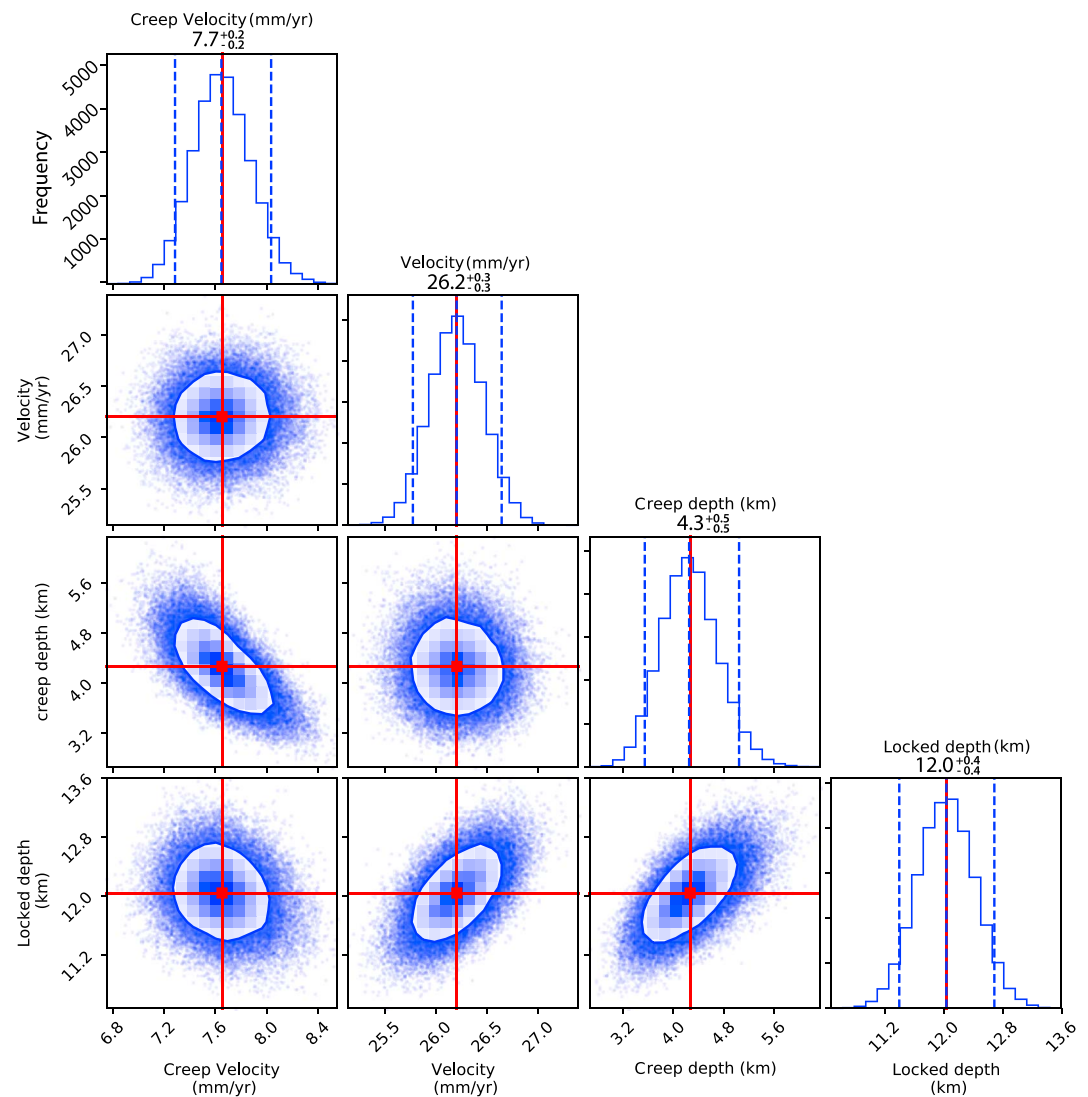 Creep Velocity (mm/yr)
7.7 +0.2 -0.2
5000
4000
3000
2000
1000
Frequency
Velocity (mm/yr)
26.2 +0.3 -0.3
27.0
26.5
26.0
25.5
Velocity
(mm/yr)
Creep depth (km)
4.3 +0.5 -0.5
5.6
4.8
4.0
3.2
creep depth (km)
Locked depth (km)
12.0 +0.4 -0.4
13.6
12.8
12.0
11.2
Locked depth
(km)
6.8 7.2 7.6 8.0 8.4
25.5 26.0 26.5 27.0
3.2 4.0 4.8 5.6
11.2 12.0 12.8 13.6
Creep Velocity
(mm/yr)
Velocity
(mm/yr)
Creep depth (km)
Locked depth
(km)